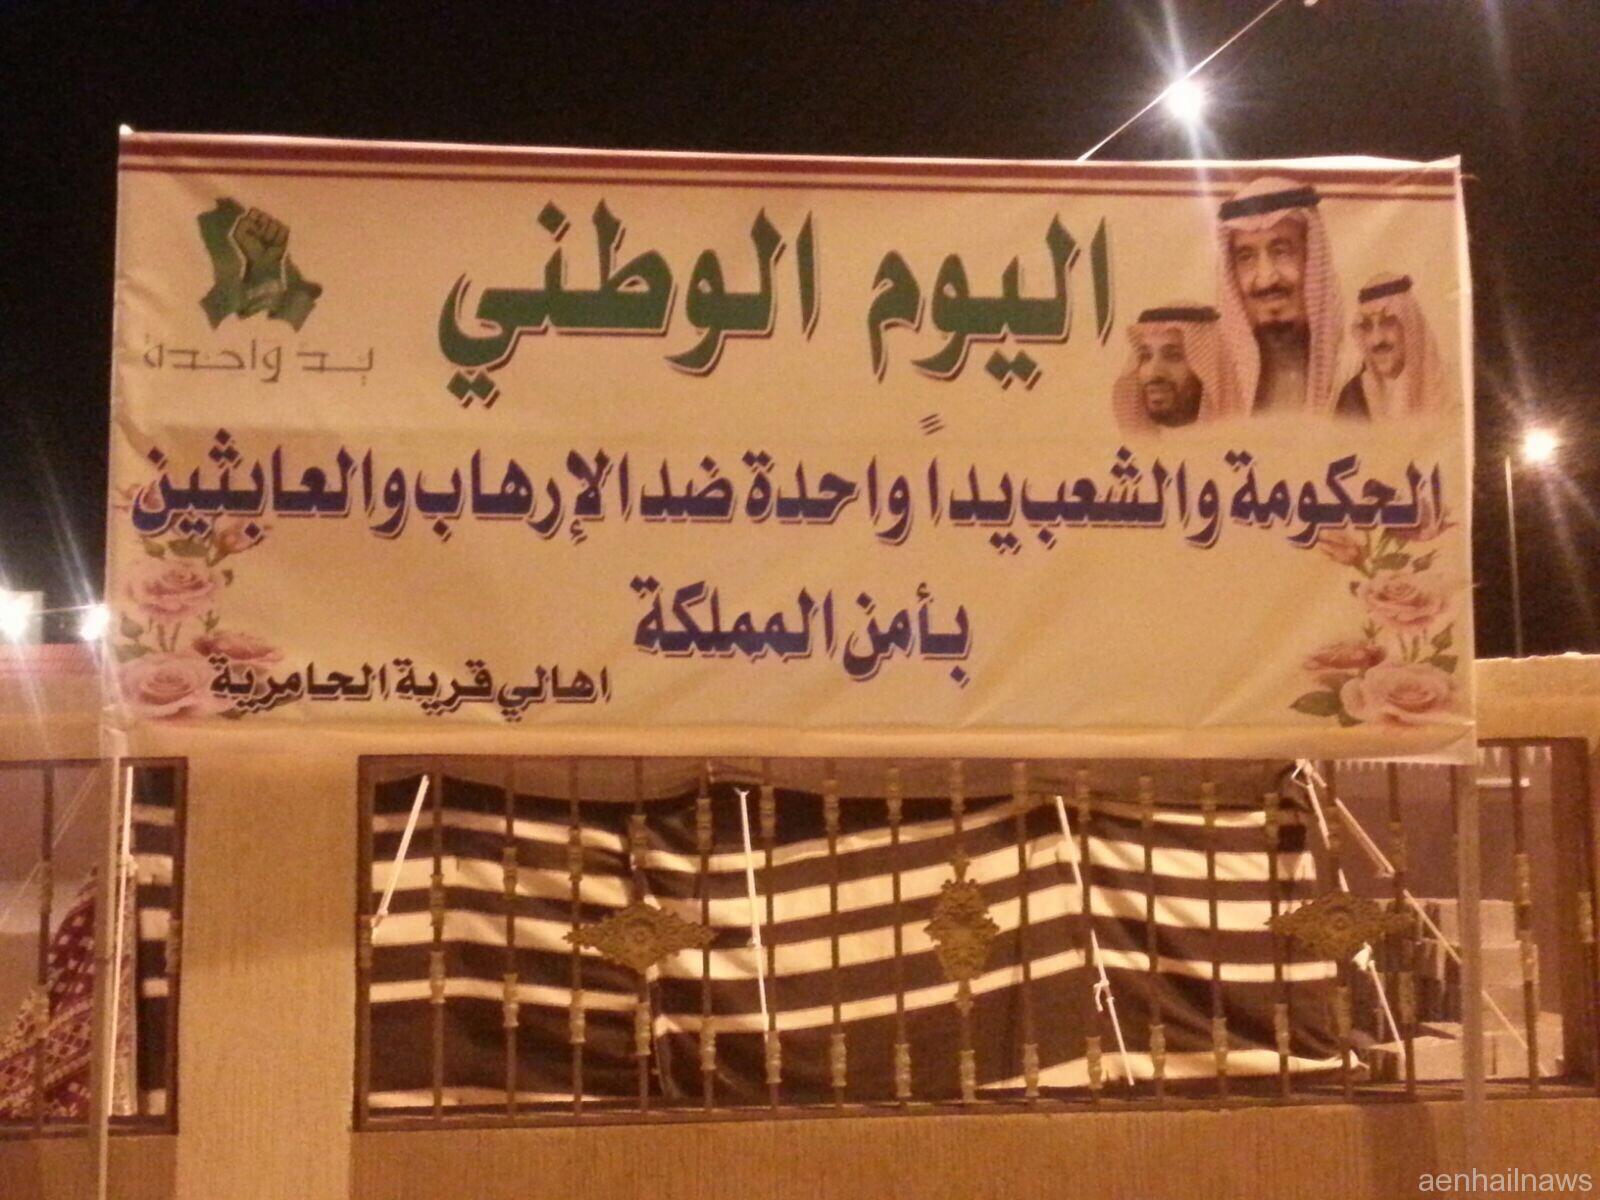 اليوم الوطني
يد واحدة
الحكومة والشعب يداً واحدة ضد الإرهاب والعابثين
بأمن المملكة
اهالي قرية الحامرية
aenhailnaws